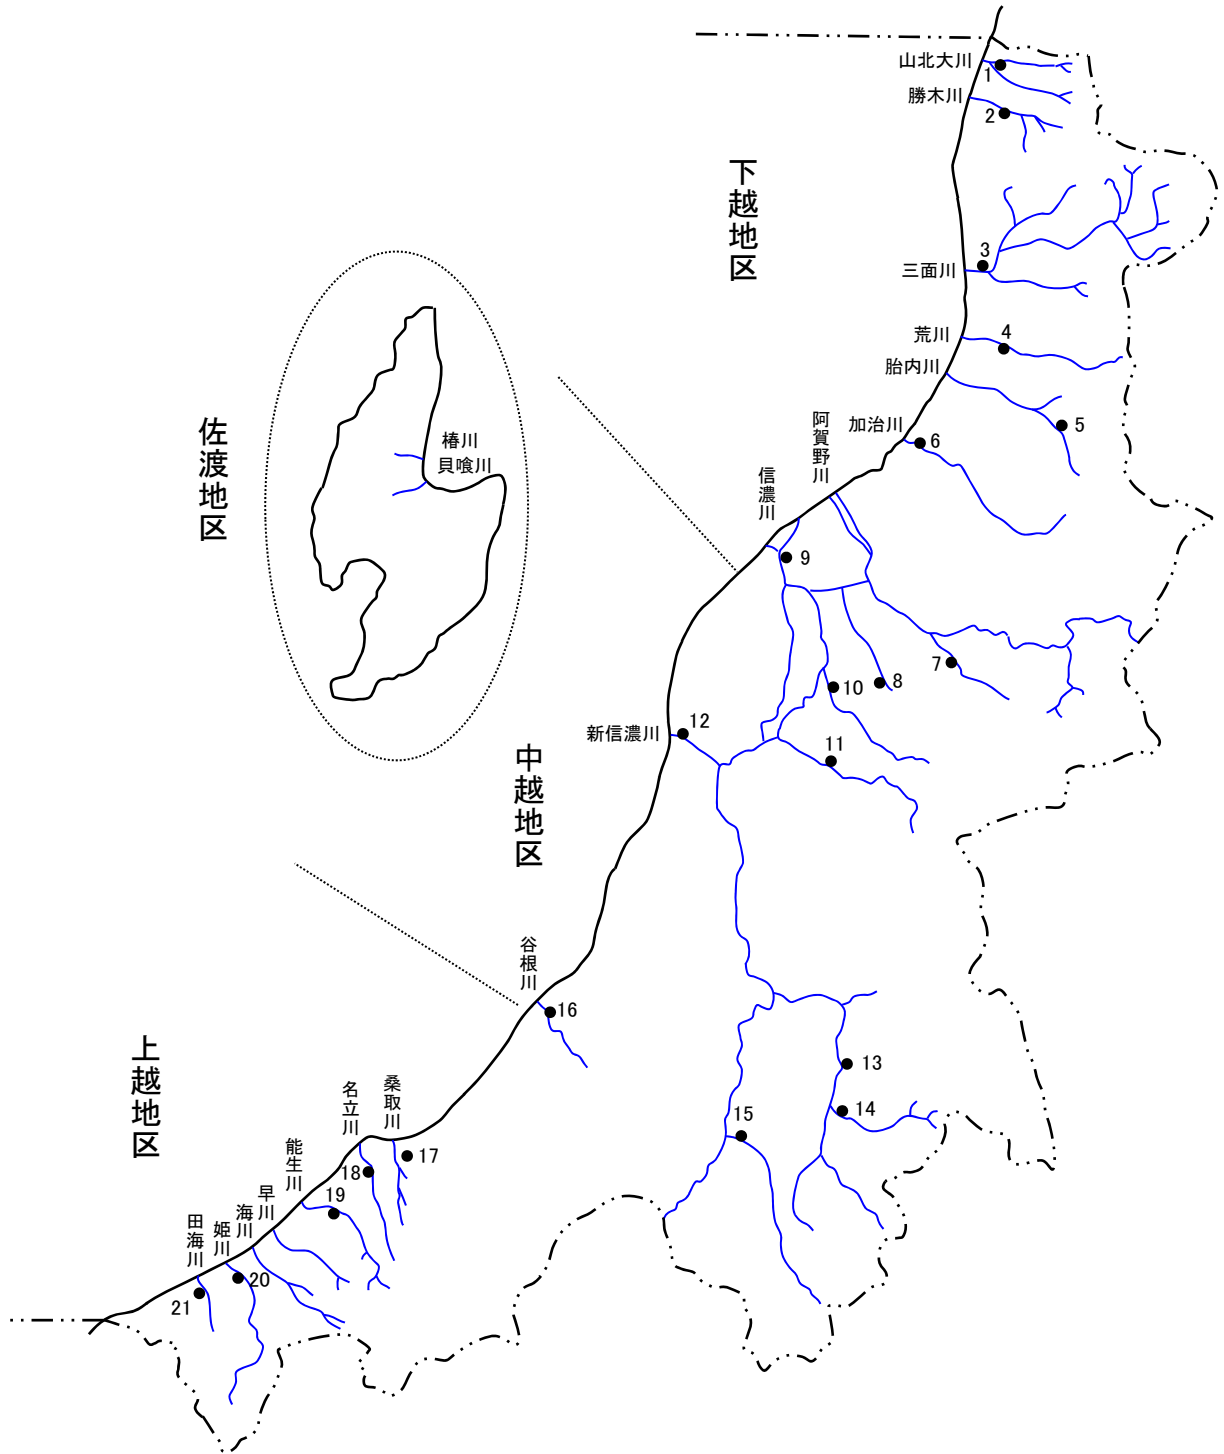 山北大川
1
勝木川
2
下越地区
3
三面川
荒川
4
胎内川
5
加治川
6
阿賀野川
信濃川
9
椿川
貝喰川
佐渡地区
7
8
10
11
12
新信濃川
中越地区
谷根川
16
13
14
15
上越地区
桑取川
17
名立川
18
能生川
19
早川
海川
姫川
20
田海川
21